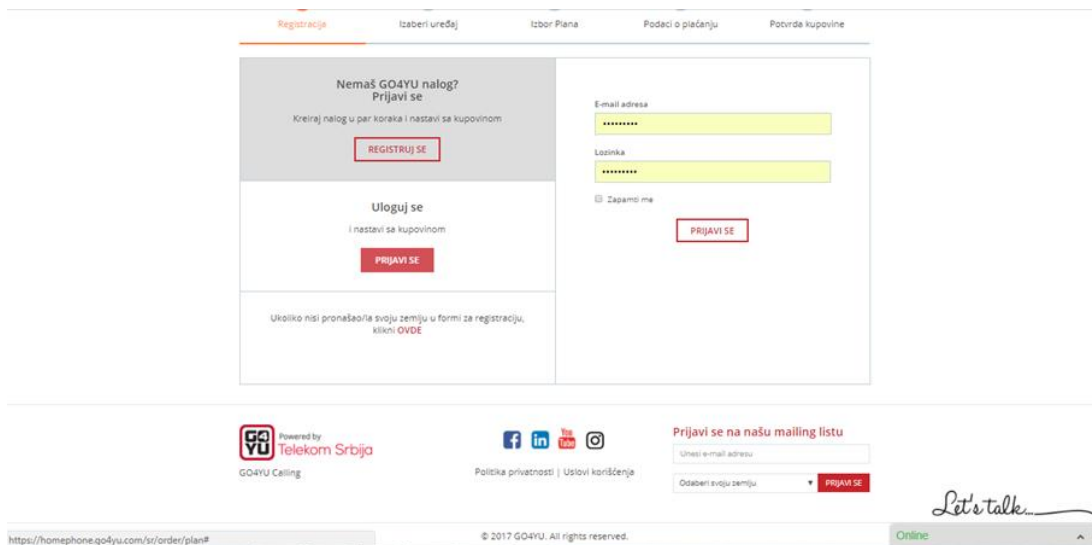 Registracija
Izaberi uređaj
Izbor Plana
Podaci o plaćanju
Potvrda kupovine
Nemaš GO4YU nalog?
Prijavi se
Kreiraj nalog u par koraka i nastavi sa kupovinom
REGISTRUJ SE
Uloguj se
i nastavi sa kupovinom
PRIJAVI SE
Ukoliko nisi pronašao/la svoju zemlju u formi za registraciju,
klikni OVDE
E-mail adresa
•••••••••
Lozinka
•••••••••
Zapamti me
PRIJAVI SE
GO4YU
Powered by
Telekom Srbija
GO4YU Calling
You
Tube
Politika privatnosti | Uslovi korišćenja
Prijavi se na našu mailing listu
Unesi e-mail adresu
Odaberi svoju zemlju
PRIJAVI SE
Let's talk...
© 2017 GO4YU. All rights reserved.
Online
https://homephone.go4yu.com/sr/order/plan#